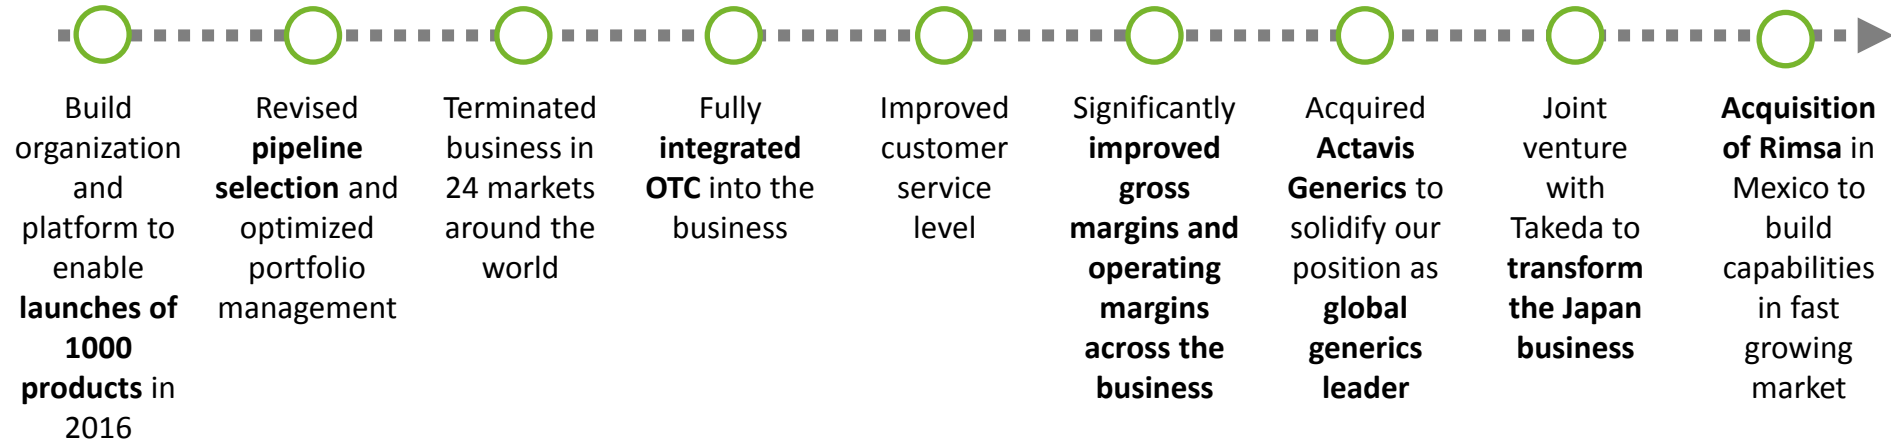 Build
organization
and
platform to
enable
launches of
1000
products in
2016
Revised
pipeline
selection and
optimized
portfolio
management
Terminated
business in
24 markets
around the
world
Fully
integrated
OTC into the
business
Improved
customer
service
level
Significantly
improved
gross
margins and
operating
margins
across the
business
Acquired
Actavis
Generics to
solidify our
position as
global
generics
leader
Joint
venture
with
Takeda to
transform
the Japan
business
Acquisition
of Rimsa in
Mexico to
build
capabilities
in fast
growing
market